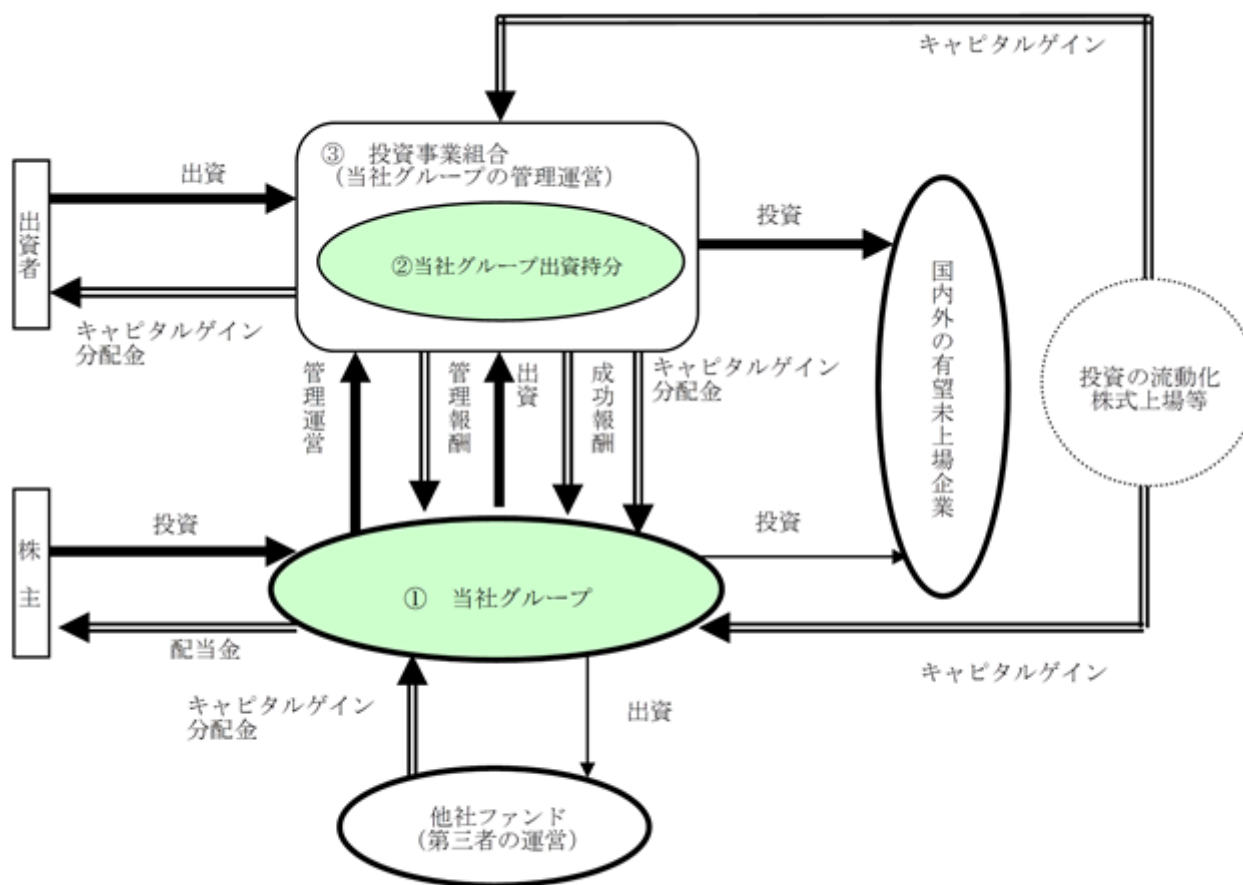 キャピタルゲイン
③ 投資事業組合
（当社グループの管理運営）
出資
出資者
②当社グループ出資持分
投資
国内外の有望未上場企業
キャピタルゲイン
分配金
管理運営
管理報酬
出資
成功報酬
キャピタルゲイン
分配金
投資の流動化
株式上場等
株主
投資
① 当社グループ
投資
配当金
キャピタルゲイン
キャピタルゲイン
分配金
出資
他社ファンド
（第三者の運営）